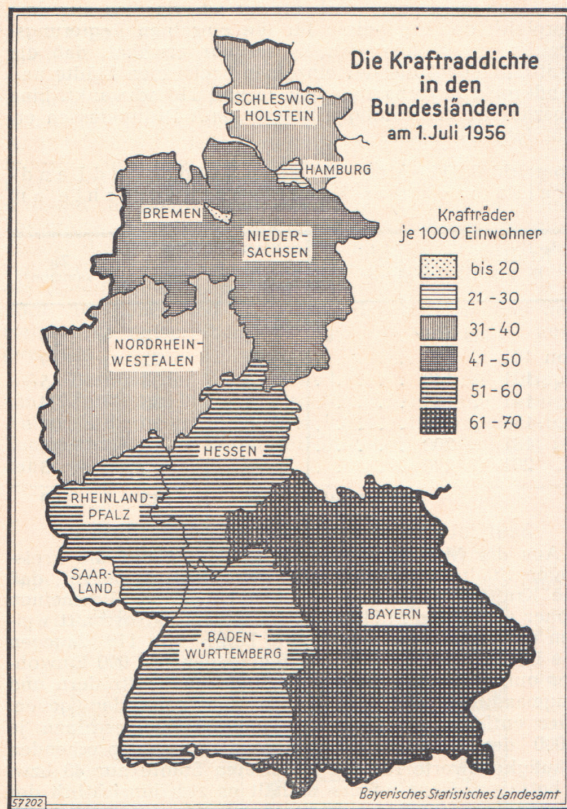 Die Kraftraddichte
in den
Bundesländern
am 1. Juli 1956
SCHLESWIG-
HOLSTEIN
HAMBURG
BREMEN
NIEDER-
SACHSEN
Krafträder
je 1000 Einwohner
bis 20
21-30
31-40
41-50
51-60
61-70
NORDRHEIN-
WESTFALEN
HESSEN
RHEINLAND-
PFALZ
SAAR-
LAND
BADEN-
WÜRTTEMBERG
BAYERN
57202
Bayerisches Statistisches Landesamt